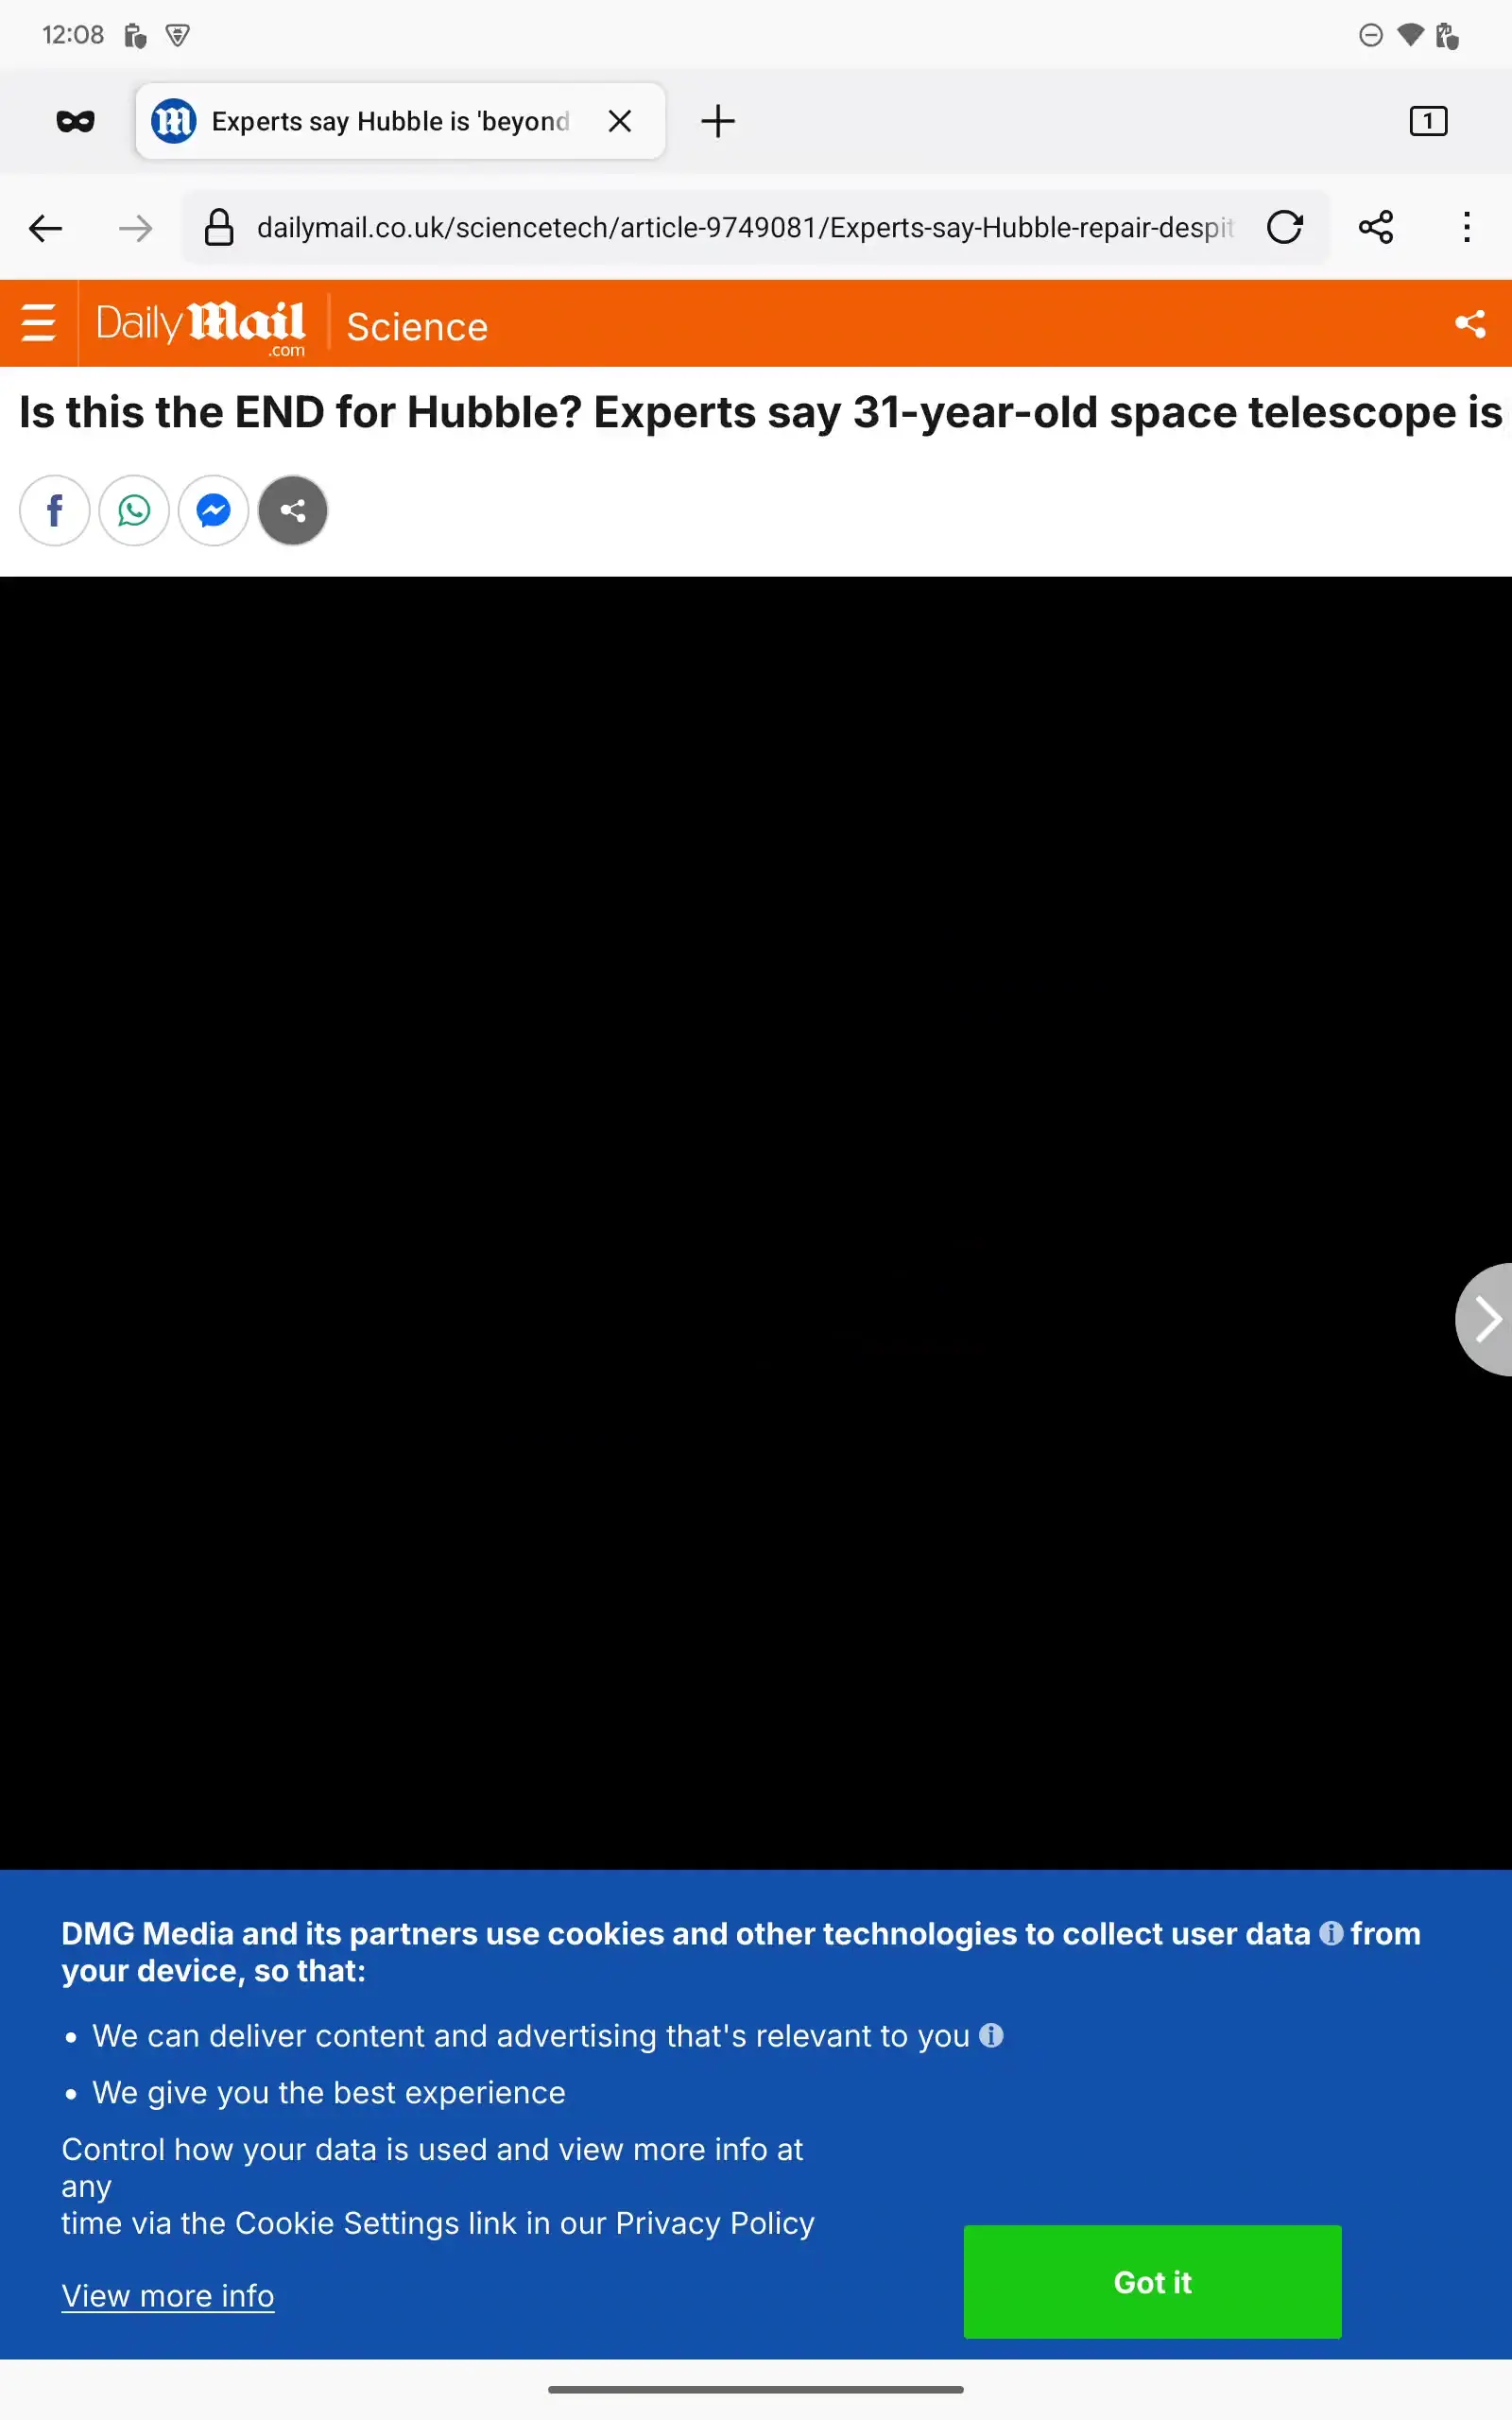 12:08
Experts say Hubble is 'beyond
1
dailymail.co.uk/sciencetech/article-9749081/Experts-say-Hubble-repair-despit
Daily Mail .com Science
Is this the END for Hubble? Experts say 31-year-old space telescope is
DMG Media and its partners use cookies and other technologies to collect user data from
your device, so that:
• We can deliver content and advertising that's relevant to you
• We give you the best experience
Control how your data is used and view more info at
any
time via the Cookie Settings link in our Privacy Policy
Got it
View more info